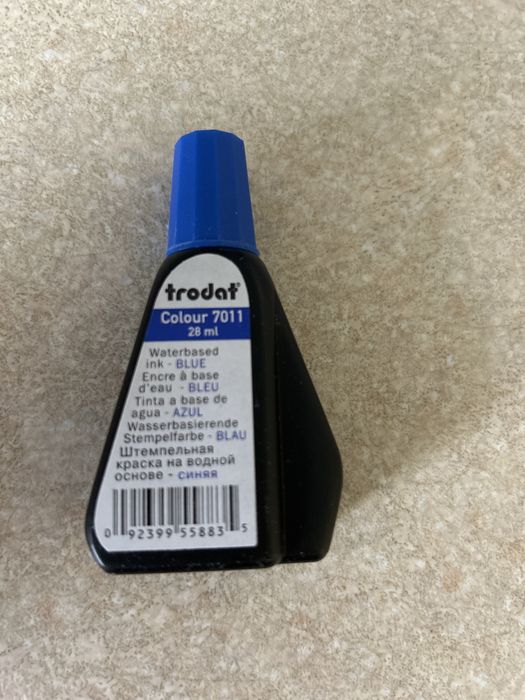 trodat
Colour 7011
28 ml
Waterbased
ink - BLUE
Encre à base
d'eau - BLEU
Tinta a base de
agua - AZUL
Wasserbasierende
Stempelfarbe - BLAU
Штемпельная
краска на водной
основе - синяя
0 92399 55883 5